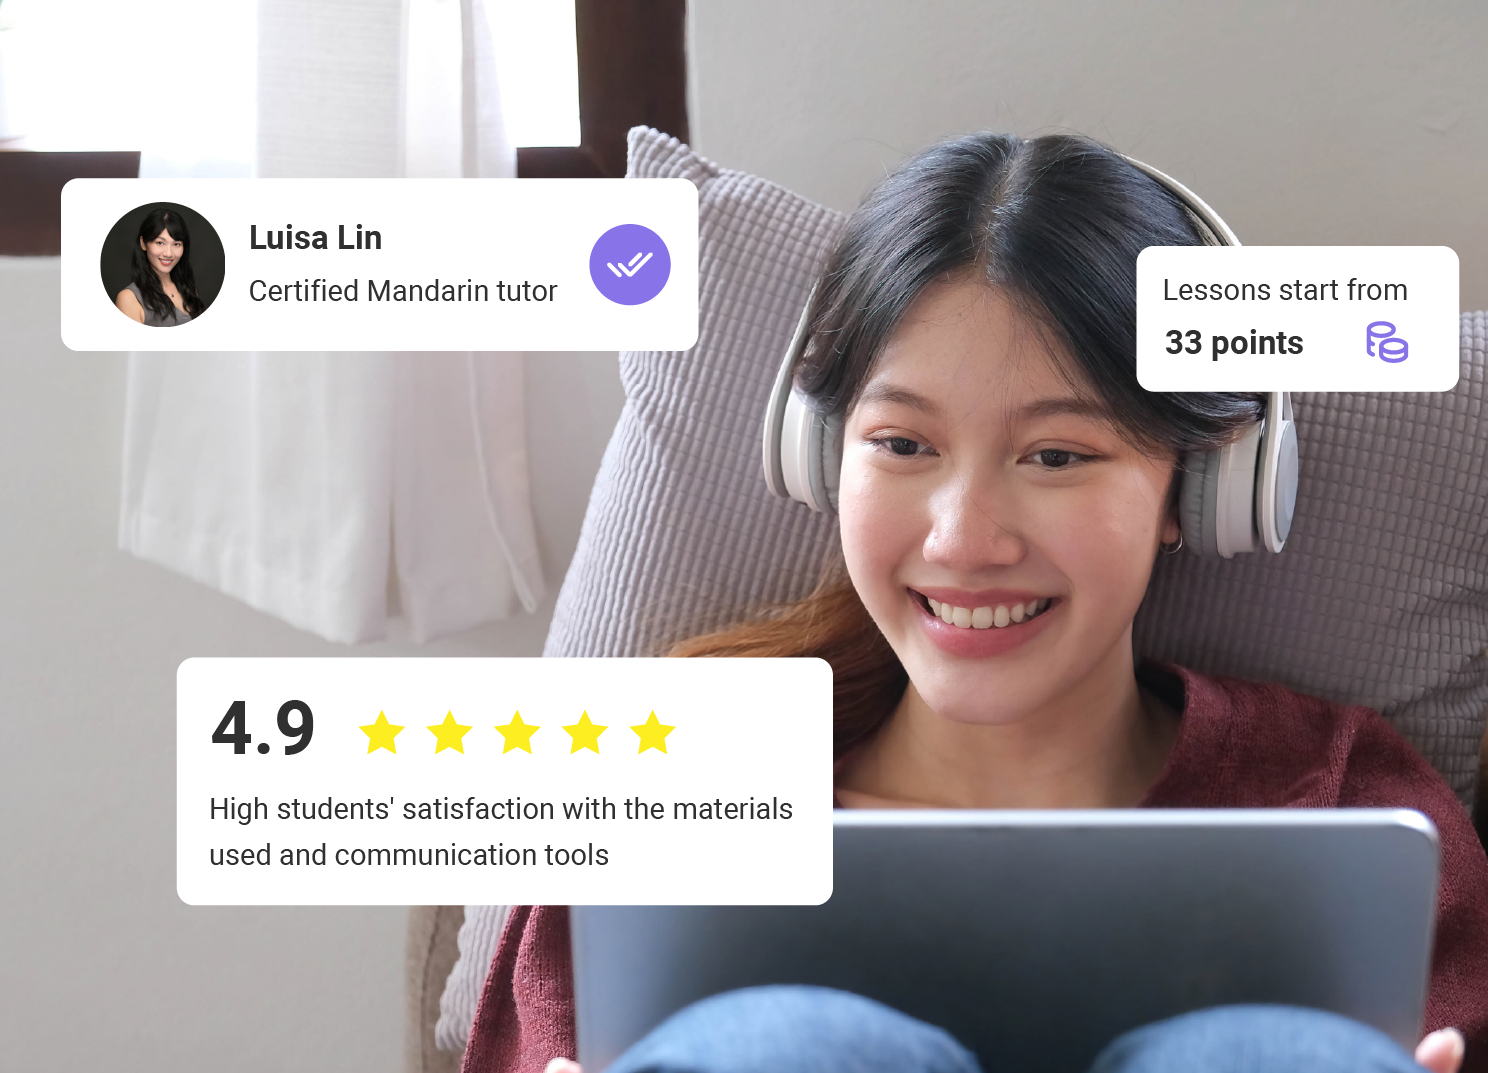 Luisa Lin
Certified Mandarin tutor
Lessons start from
33 points
4.9
High students' satisfaction with the materials
used and communication tools